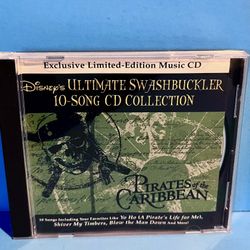 Exclusive Limited-Edition Music CD
Disney's Ultimate Swashbuckler
10-Song CD Collection
Pirates of the
Caribbean
10 Songs Including Your Favorites Like Yo Ho (A Pirate's Life for Me),
Shiver My Timbers, Blow the Man Down And More!